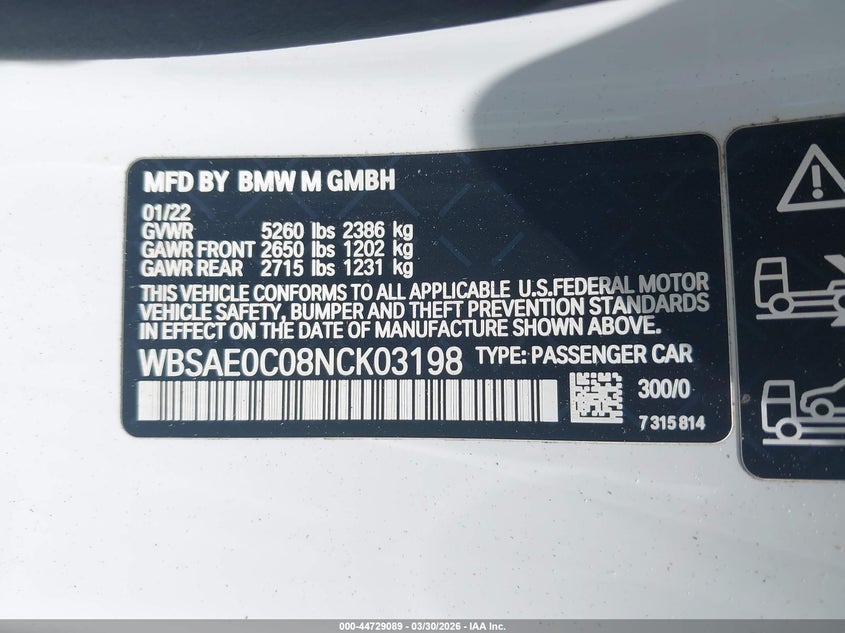 MFD BY BMW M GMBH
01/22
GVWR 5260 lbs 2386 kg
GAWR FRONT 2650 lbs 1202 kg
GAWR REAR 2715 lbs 1231 kg
THIS VEHICLE CONFORMS TO ALL APPLICABLE U.S.FEDERAL MOTOR
VEHICLE SAFETY, BUMPER AND THEFT PREVENTION STANDARDS
IN EFFECT ON THE DATE OF MANUFACTURE SHOWN ABOVE.
WBSAE0C08NCK03198 TYPE: PASSENGER CAR
300/0
7 315 814
000-44729089 - 03/30/2026 - IAA Inc.